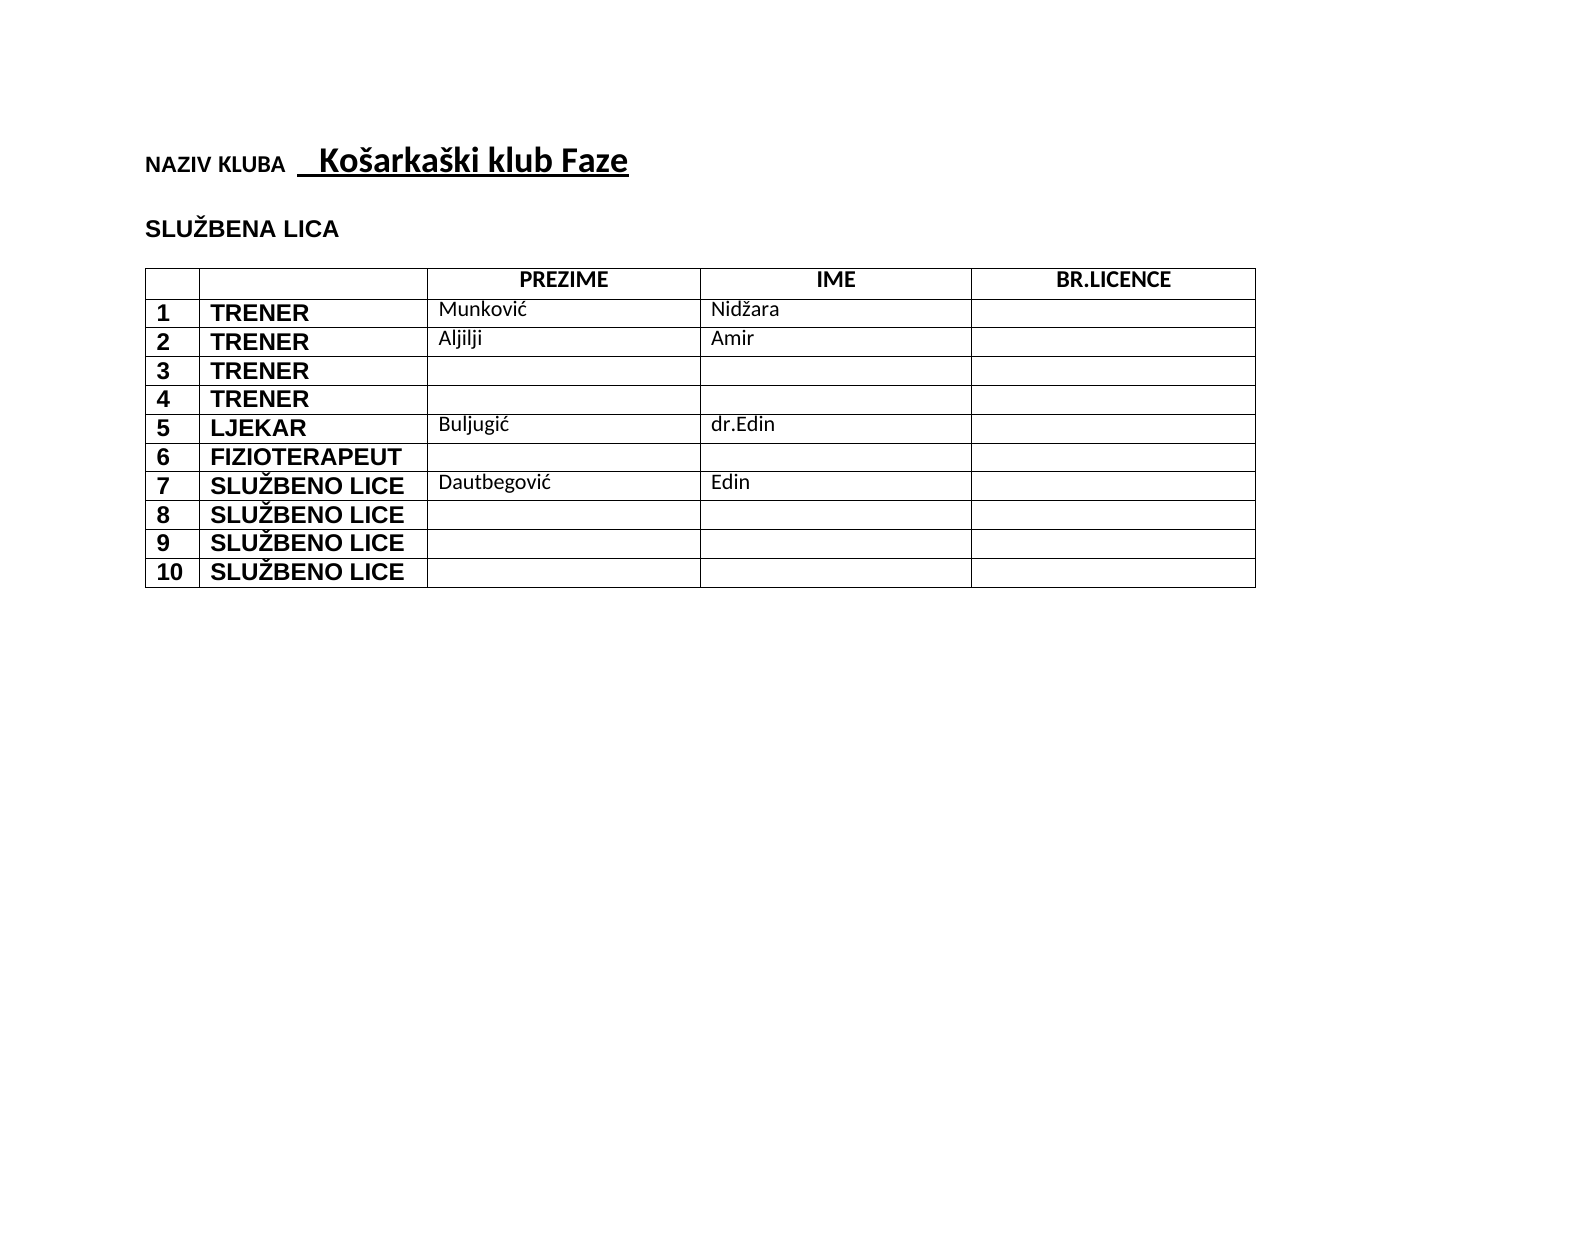 NAZIV KLUBA __Košarkaški klub Faze
SLUŽBENA LICA
PREZIME IME BR.LICENCE
1 TRENER Munković Nidžara
2 TRENER Aljilji Amir
3 TRENER
4 TRENER
5 LJEKAR Buljugić dr.Edin
6 FIZIOTERAPEUT
7 SLUŽBENO LICE Dautbegović Edin
8 SLUŽBENO LICE
9 SLUŽBENO LICE
10 SLUŽBENO LICE